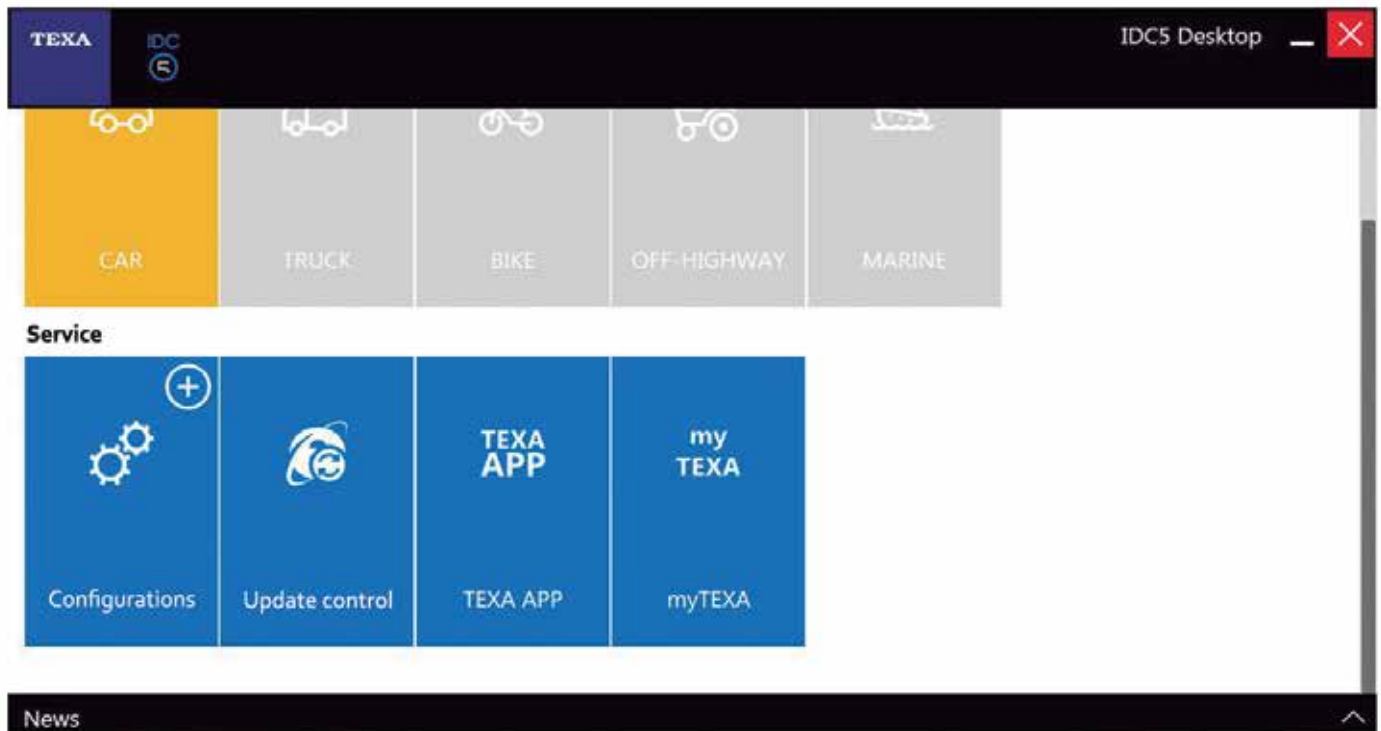 TEXA
IDC
5
IDC5 Desktop
CAR
TRUCK
BIKE
OFF-HIGHWAY
MARINE
Service
Configurations
Update control
TEXA
APP
TEXA APP
my
TEXA
myTEXA
News